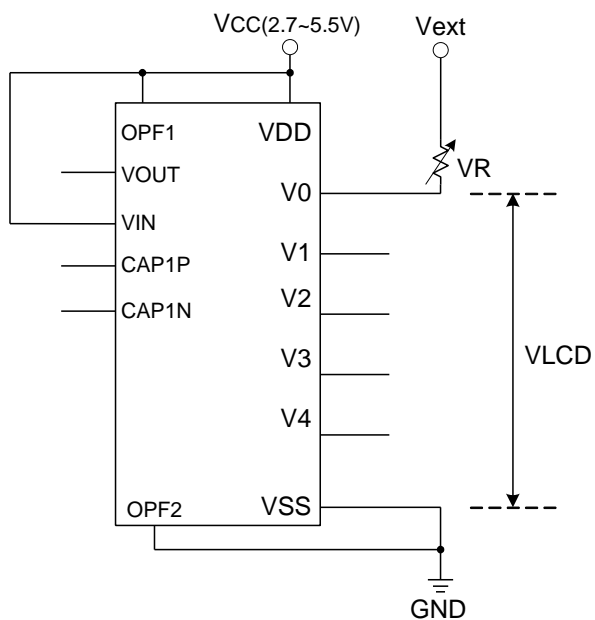 VCC(2.7~5.5V)
Vext
OPF1
VDD
VOUT
VR
V0
VIN
V1
CAP1P
V2
CAP1N
V3
VLCD
V4
OPF2
VSS
GND